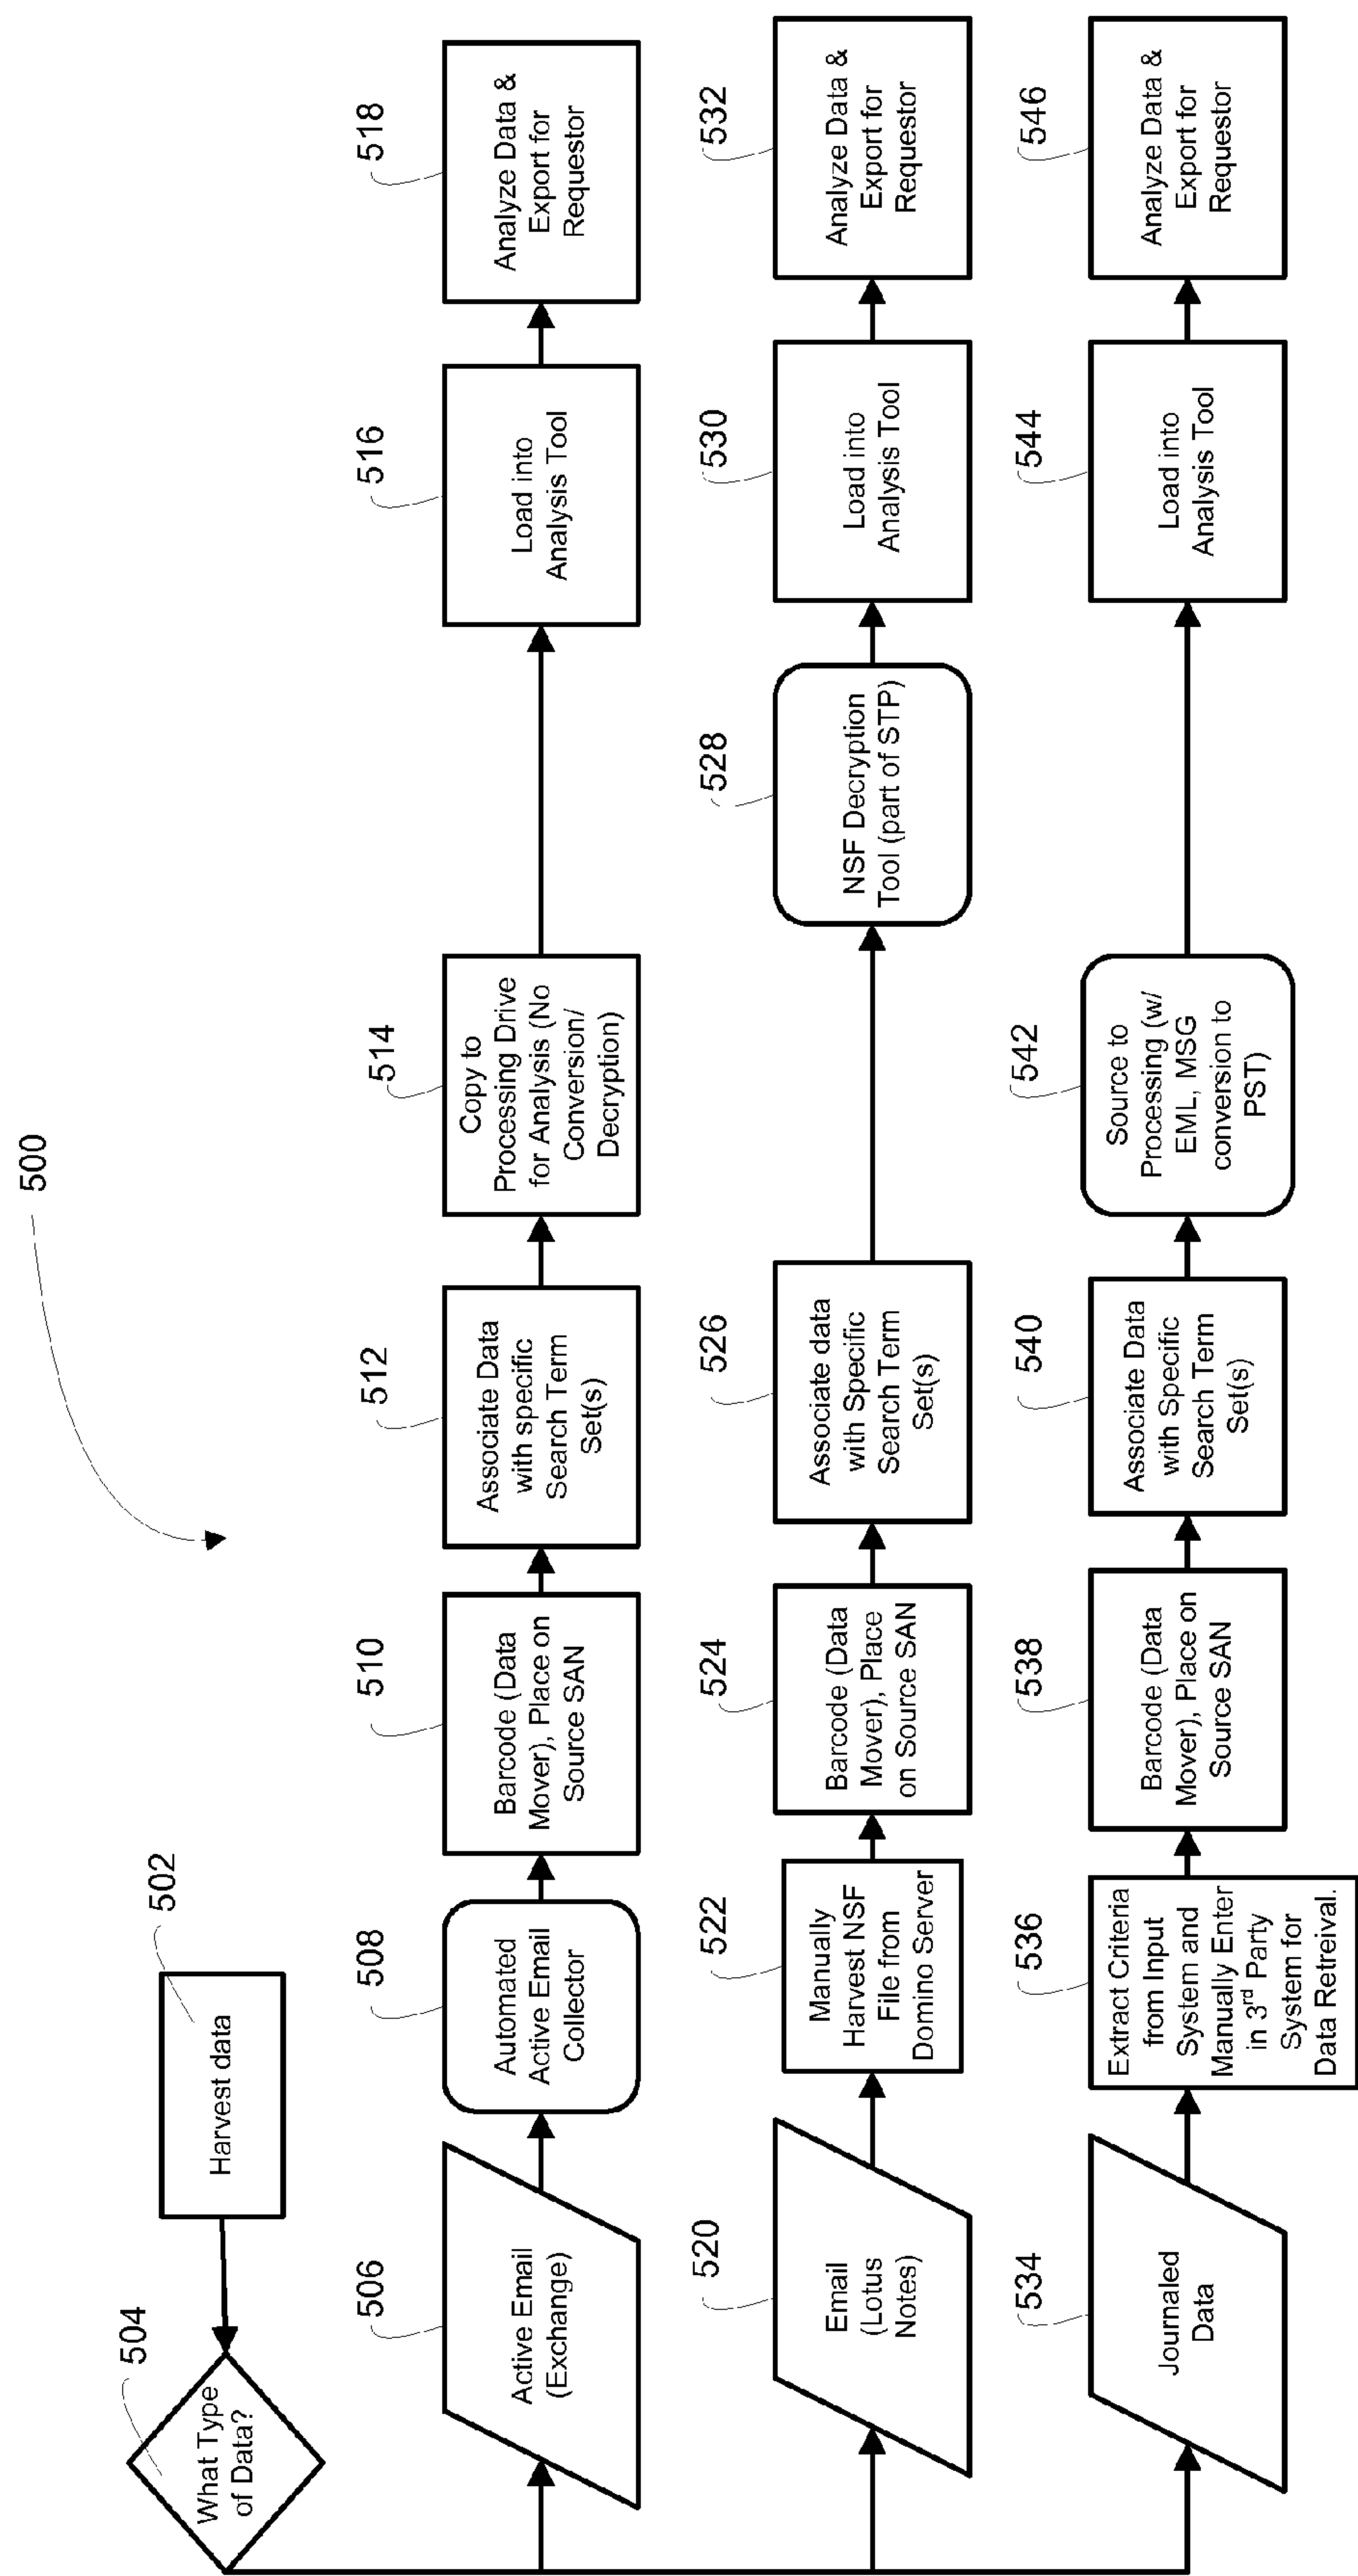 500
502
Harvest data
504
What Type
of Data?
506
Active Email
(Exchange)
508
Automated
Active Email
Collector
510
Barcode (Data
Mover), Place on
Source SAN
512
Associate Data
with specific
Search Term
Set(s)
514
Copy to
Processing Drive
for Analysis (No
Conversion/
Decryption)
516
Load into
Analysis Tool
518
Analyze Data &
Export for
Requestor
520
Email
(Lotus
Notes)
522
Manually
Harvest NSF
File from
Domino Server
524
Barcode (Data
Mover), Place
on Source SAN
526
Associate data
with Specific
Search Term
Set(s)
528
NSF Decryption
Tool (part of STP)
530
Load into
Analysis Tool
532
Analyze Data &
Export for
Requestor
534
Journaled
Data
536
Extract Criteria
from Input
System and
Manually Enter
in 3rd Party
System for
Data Retreival.
538
Barcode (Data
Mover), Place on
Source SAN
540
Associate Data
with Specific
Search Term
Set(s)
542
Source to
Processing (w/
EML, MSG
conversion to
PST)
544
Load into
Analysis Tool
546
Analyze Data &
Export for
Requestor